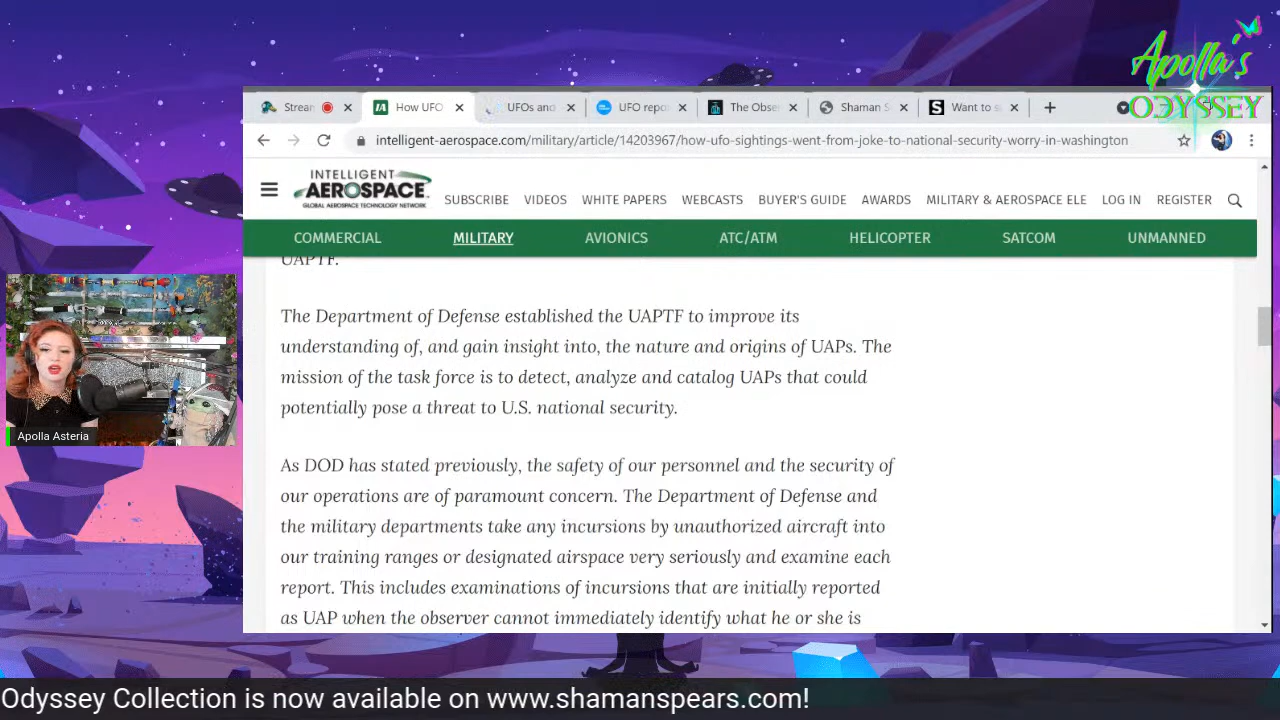 Apolla's
ODYSSEY
Stream
How UFO
UFOs and
UFO repo
The Obse
Shaman S
Want to s
intelligent-aerospace.com/military/article/14203967/how-ufo-sightings-went-from-joke-to-national-security-worry-in-washington
INTELLIGENT
AEROSPACE
GLOBAL AEROSPACE TECHNOLOGY NETWORK
SUBSCRIBE VIDEOS WHITE PAPERS WEBCASTS BUYER'S GUIDE AWARDS MILITARY & AEROSPACE ELE LOG IN REGISTER
COMMERCIAL MILITARY AVIONICS ATC/ATM HELICOPTER SATCOM UNMANNED
UAPTF.
The Department of Defense established the UAPTF to improve its
understanding of, and gain insight into, the nature and origins of UAPs. The
mission of the task force is to detect, analyze and catalog UAPs that could
potentially pose a threat to U.S. national security.
As DOD has stated previously, the safety of our personnel and the security of
our operations are of paramount concern. The Department of Defense and
the military departments take any incursions by unauthorized aircraft into
our training ranges or designated airspace very seriously and examine each
report. This includes examinations of incursions that are initially reported
as UAP when the observer cannot immediately identify what he or she is
Apolla Asteria
Odyssey Collection is now available on www.shamanspears.com!